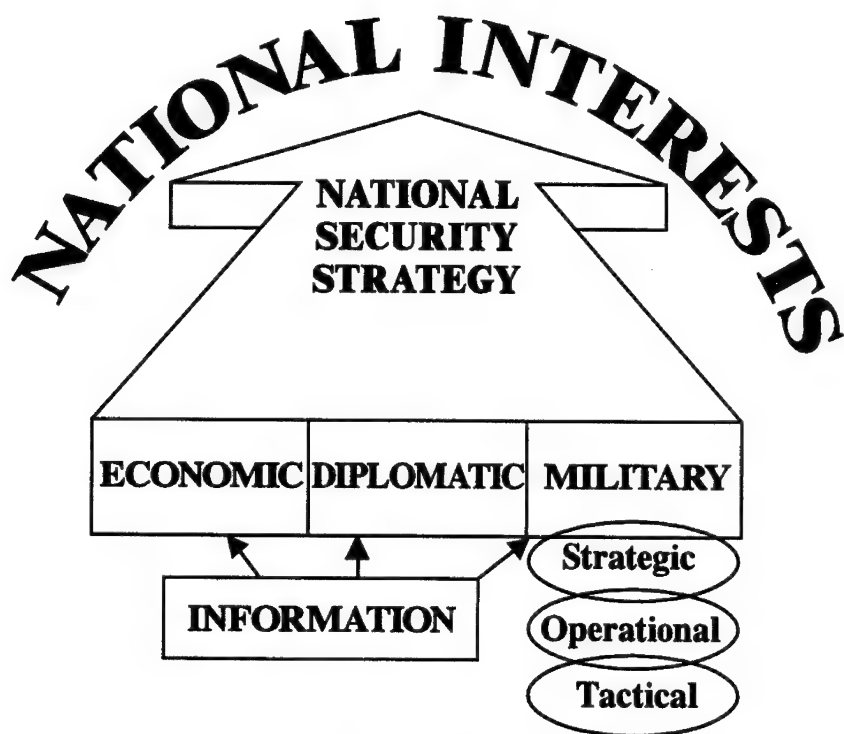 NATIONAL INTERESTS
NATIONAL
SECURITY
STRATEGY
ECONOMIC DIPLOMATIC MILITARY
Strategic
INFORMATION
Operational
Tactical